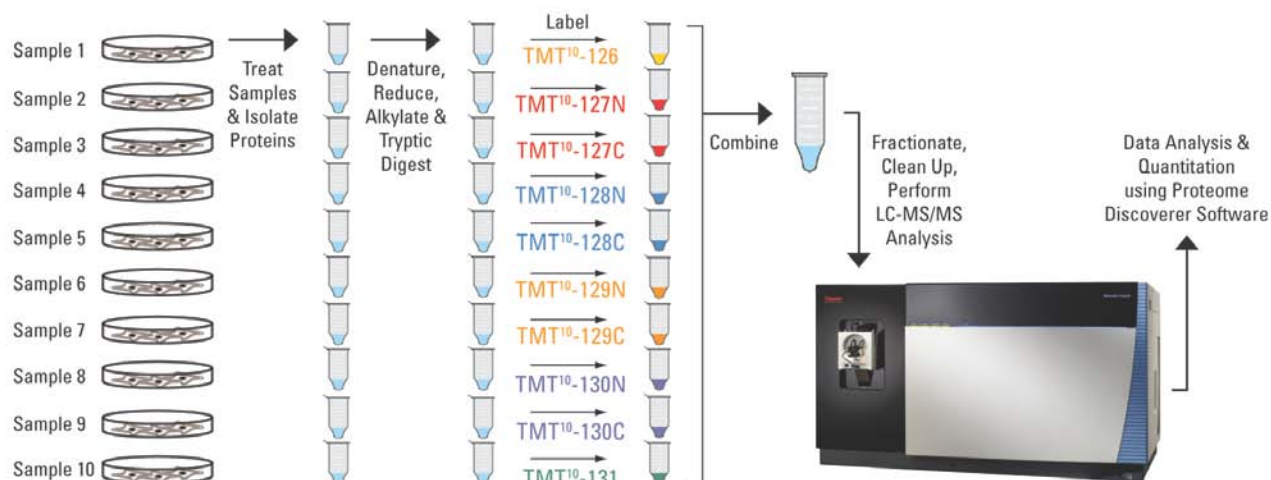 Label
Sample 1
TMT¹⁰-126
Treat
Samples
& Isolate
Proteins
Denature,
Reduce,
Alkylate &
Tryptic
Digest
Sample 2
TMT¹⁰-127N
Sample 3
TMT¹⁰-127C
Combine
Fractionate,
Clean Up,
Perform
LC-MS/MS
Analysis
Data Analysis &
Quantitation
using Proteome
Discoverer Software
Sample 4
TMT¹⁰-128N
Sample 5
TMT¹⁰-128C
Sample 6
TMT¹⁰-129N
Sample 7
TMT¹⁰-129C
Sample 8
TMT¹⁰-130N
Sample 9
TMT¹⁰-130C
Sample 10
TMT¹⁰-131